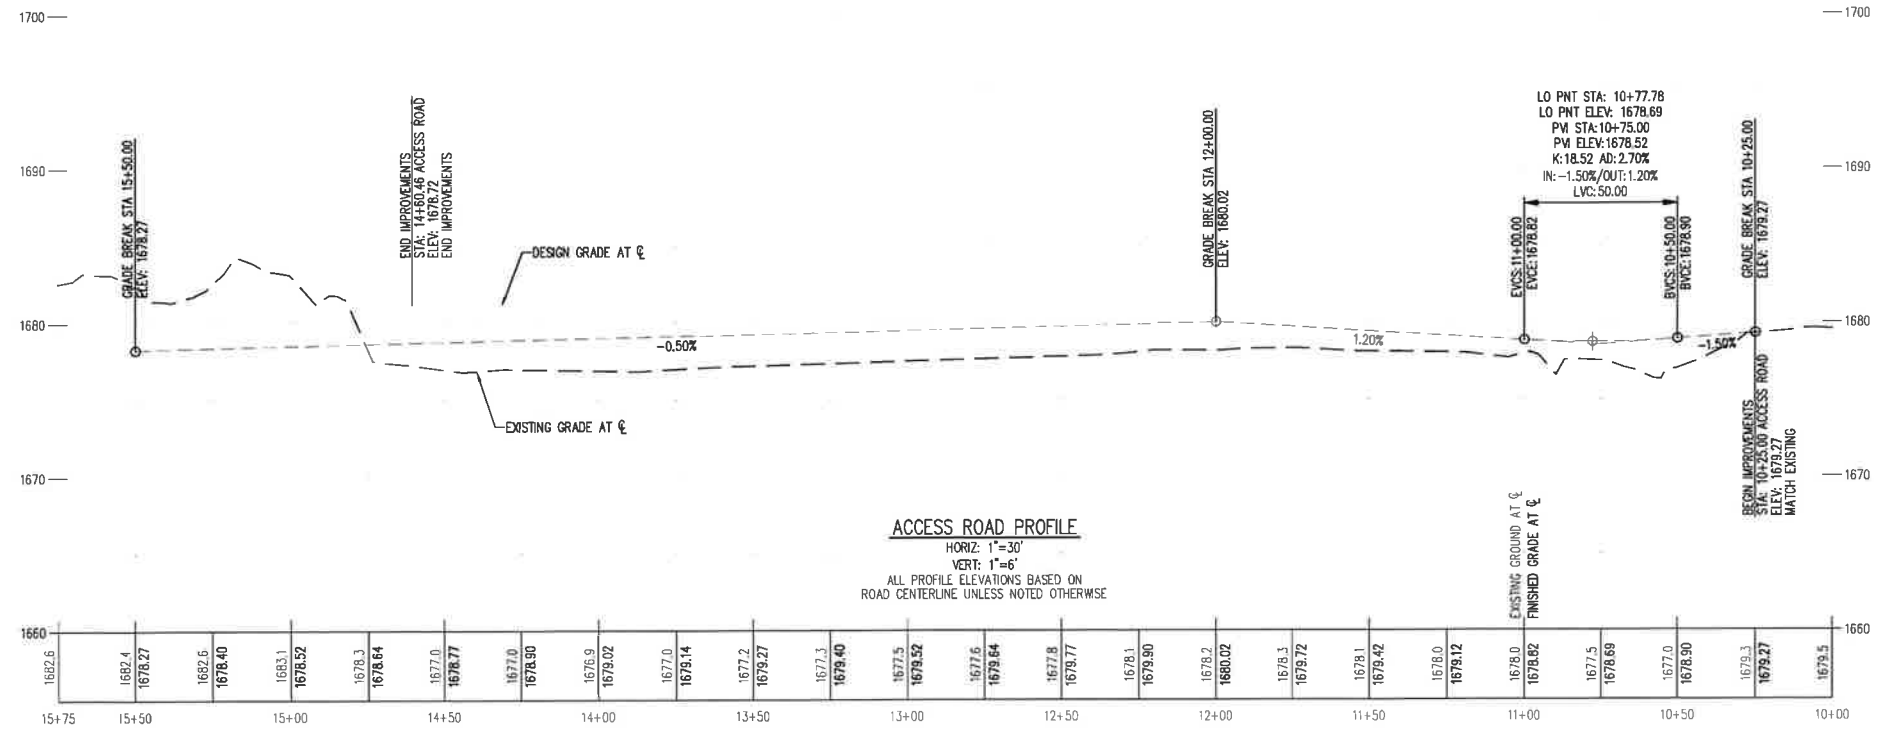 1700
1700
LO PNT STA: 10+77.78
LO PNT ELEV: 1678.69
PVI STA:10+75.00
PVI ELEV:1678.52
K:18.52 AD:2.70%
IN:-1.50%/OUT:1.20%
LVC:50.00
1690
1690
GRADE BREAK STA 15+50.00
ELEV: 1678.27
END IMPROVEMENTS
STA: 14+60.46 ACCESS ROAD
ELEV: 1678.72
END IMPROVEMENTS
GRADE BREAK STA 12+00.00
ELEV: 1680.02
EVCS:11+00.00
EVCE:1678.82
BVCS:10+50.00
BVCE:1678.90
GRADE BREAK STA 10+25.00
ELEV: 1679.27
DESIGN GRADE AT ℄
1680
1680
-0.50%
1.20%
-1.50%
EXISTING GRADE AT ℄
BEGIN IMPROVEMENTS
STA: 10+25.00 ACCESS ROAD
ELEV: 1679.27
MATCH EXISTING
1670
1670
ACCESS ROAD PROFILE
HORIZ: 1"=30'
VERT: 1"=6'
ALL PROFILE ELEVATIONS BASED ON
ROAD CENTERLINE UNLESS NOTED OTHERWISE
EXISTING GROUND AT ℄
FINISHED GRADE AT ℄
1660
1660
1682.6
1682.4
1678.27
1682.6
1678.40
1683.1
1678.52
1678.3
1678.64
1677.0
1678.77
1677.0
1678.90
1676.9
1679.02
1677.0
1679.14
1677.2
1679.27
1677.3
1679.40
1677.5
1679.52
1677.6
1679.64
1677.8
1679.77
1678.1
1679.90
1678.2
1680.02
1678.3
1679.72
1678.1
1679.42
1678.0
1679.12
1678.0
1678.82
1677.5
1678.69
1677.0
1678.90
1679.3
1679.27
1679.5
15+75
15+50
15+00
14+50
14+00
13+50
13+00
12+50
12+00
11+50
11+00
10+50
10+00